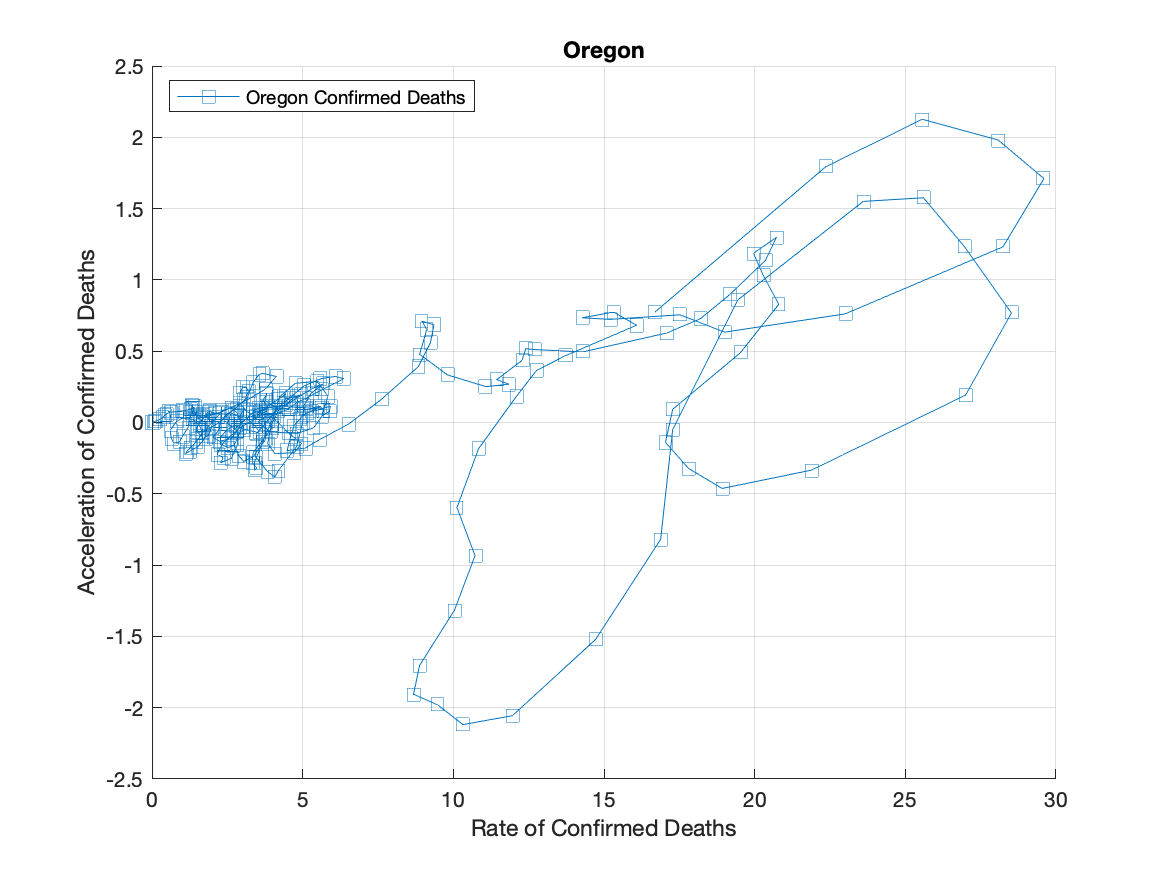 Oregon
Oregon Confirmed Deaths
2.5
2
1.5
1
0.5
0
-0.5
-1
-1.5
-2
-2.5
Acceleration of Confirmed Deaths
0 5 10 15 20 25 30
Rate of Confirmed Deaths